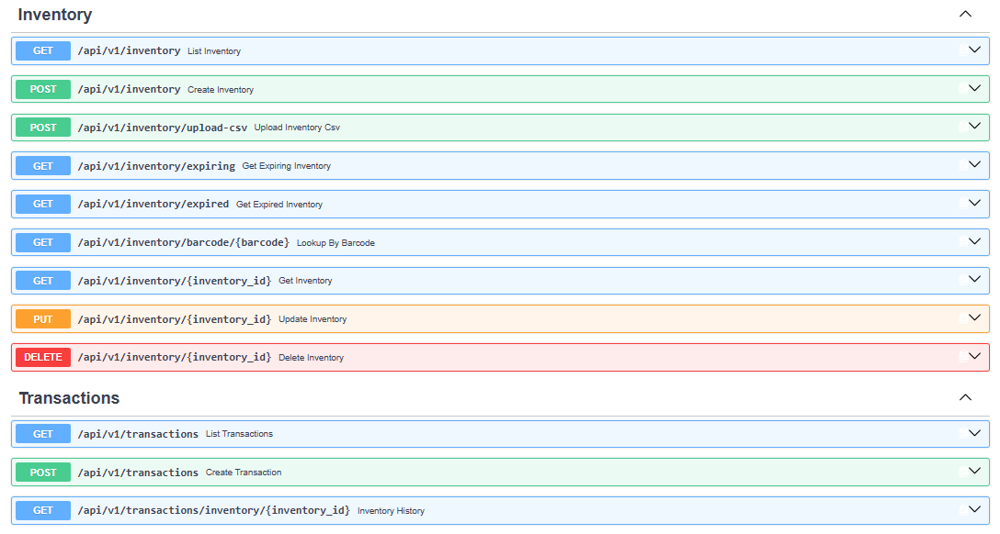 Inventory
GET /api/v1/inventory List Inventory
POST /api/v1/inventory Create Inventory
POST /api/v1/inventory/upload-csv Upload Inventory Csv
GET /api/v1/inventory/expiring Get Expiring Inventory
GET /api/v1/inventory/expired Get Expired Inventory
GET /api/v1/inventory/barcode/{barcode} Lookup By Barcode
GET /api/v1/inventory/{inventory_id} Get Inventory
PUT /api/v1/inventory/{inventory_id} Update Inventory
DELETE /api/v1/inventory/{inventory_id} Delete Inventory
Transactions
GET /api/v1/transactions List Transactions
POST /api/v1/transactions Create Transaction
GET /api/v1/transactions/inventory/{inventory_id} Inventory History